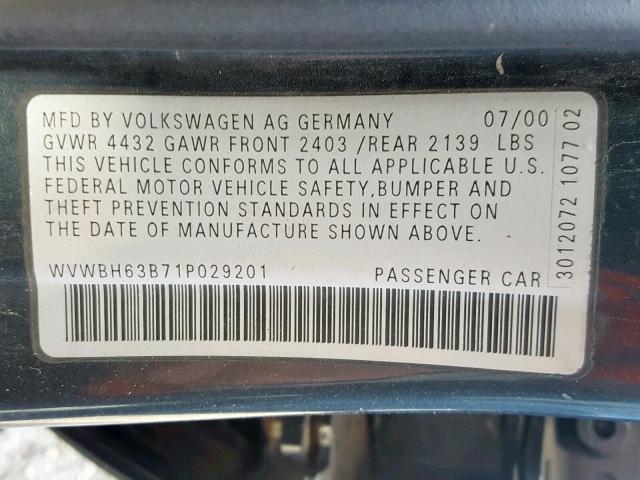 MFD BY VOLKSWAGEN AG GERMANY 07/00
GVWR 4432 GAWR FRONT 2403 /REAR 2139 LBS
THIS VEHICLE CONFORMS TO ALL APPLICABLE U.S.
FEDERAL MOTOR VEHICLE SAFETY,BUMPER AND
THEFT PREVENTION STANDARDS IN EFFECT ON
THE DATE OF MANUFACTURE SHOWN ABOVE.
WVWBH63B71P029201 PASSENGER CAR
3012072 1077 02